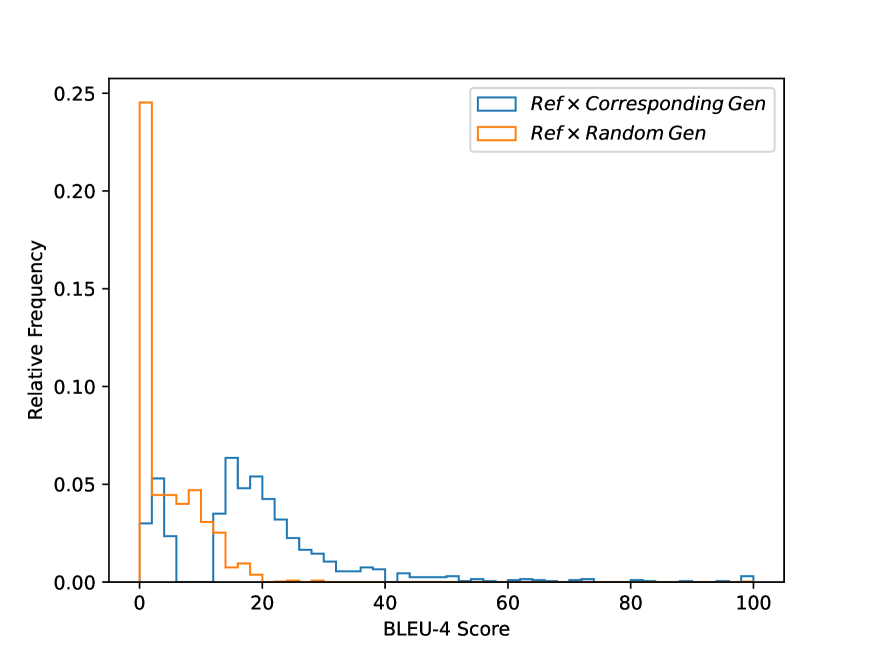 Ref × Corresponding Gen
Ref × Random Gen
0.25
0.20
0.15
0.10
0.05
0.00
Relative Frequency
0 20 40 60 80 100
BLEU-4 Score